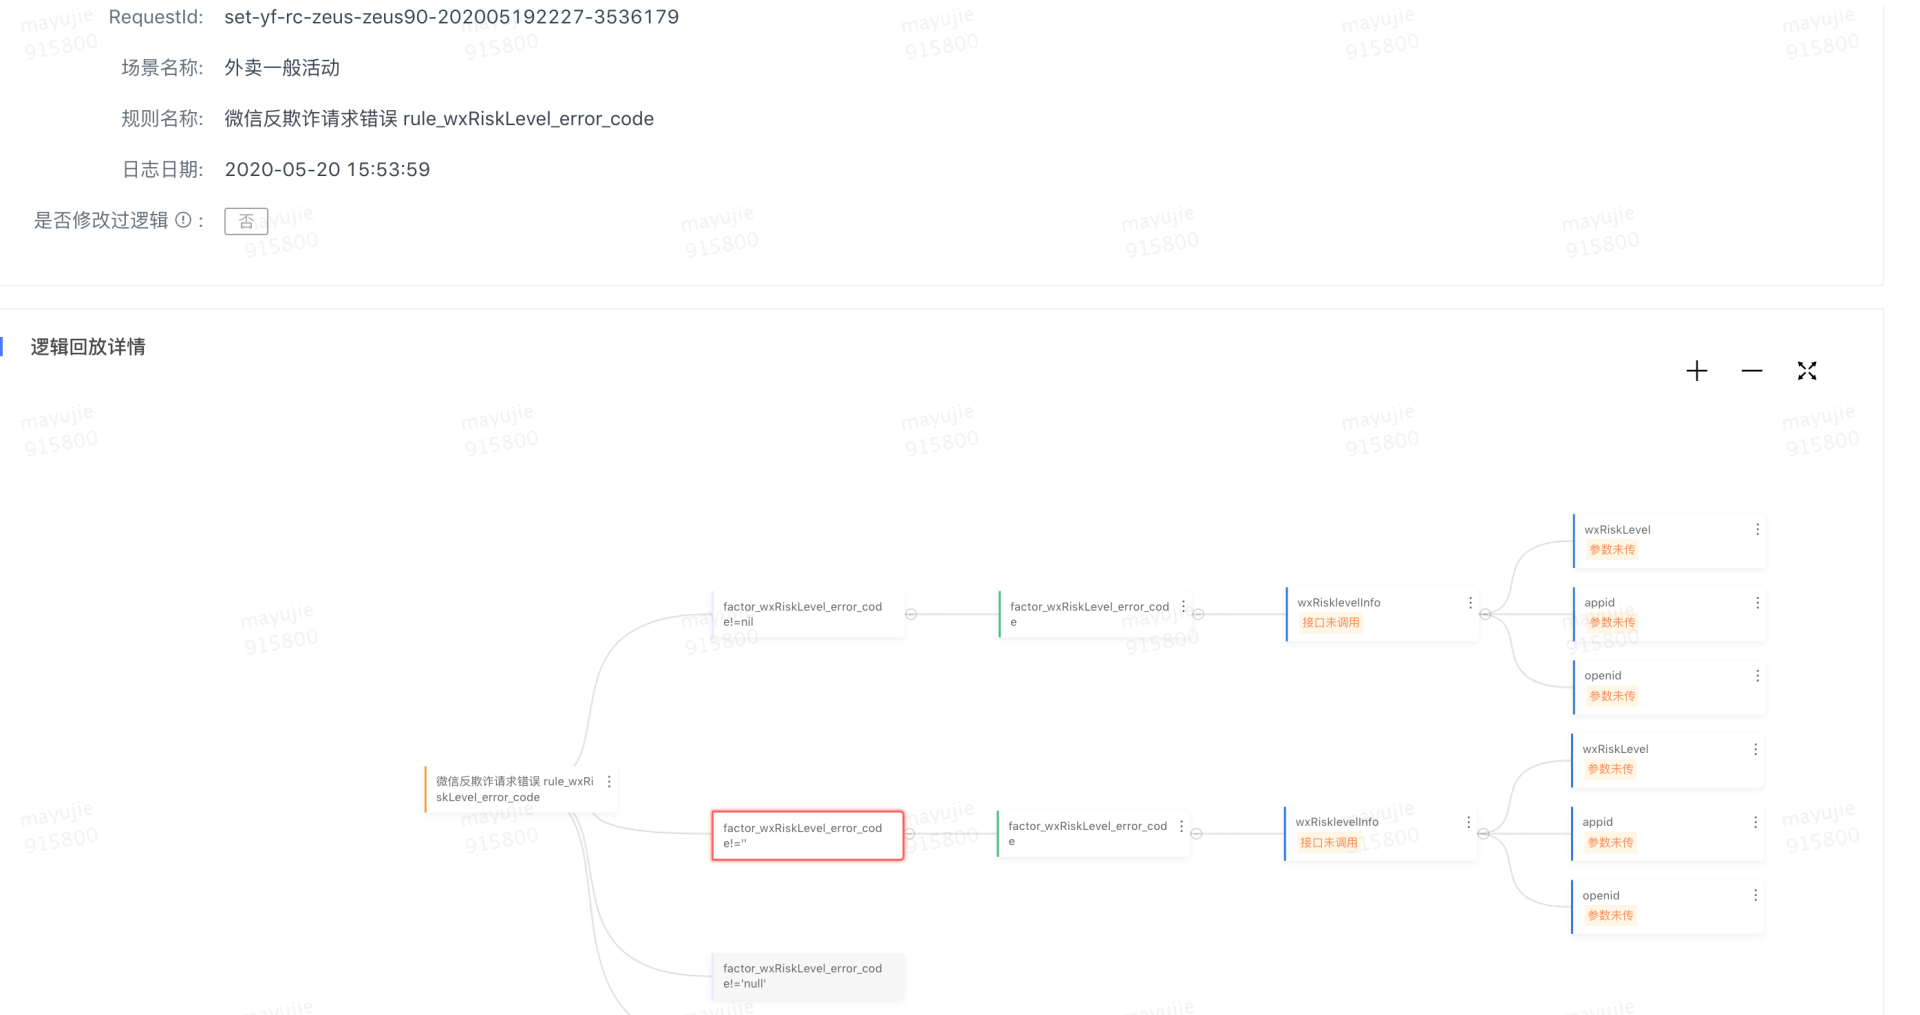 RequestId: set-yf-rc-zeus-zeus90-202005192227-3536179
场景名称: 外卖一般活动
规则名称: 微信反欺诈请求错误 rule_wxRiskLevel_error_code
日志日期: 2020-05-20 15:53:59
是否修改过逻辑 : 否
逻辑回放详情
wxRiskLevel
参数未传
factor_wxRiskLevel_error_cod
e!=nil
factor_wxRiskLevel_error_cod
e
wxRisklevelInfo
接口未调用
appid
参数未传
openid
参数未传
微信反欺诈请求错误 rule_wxRi
skLevel_error_code
wxRiskLevel
参数未传
factor_wxRiskLevel_error_cod
e!=''
factor_wxRiskLevel_error_cod
e
wxRisklevelInfo
接口未调用
appid
参数未传
openid
参数未传
factor_wxRiskLevel_error_cod
e!='null'
mayujie
915800